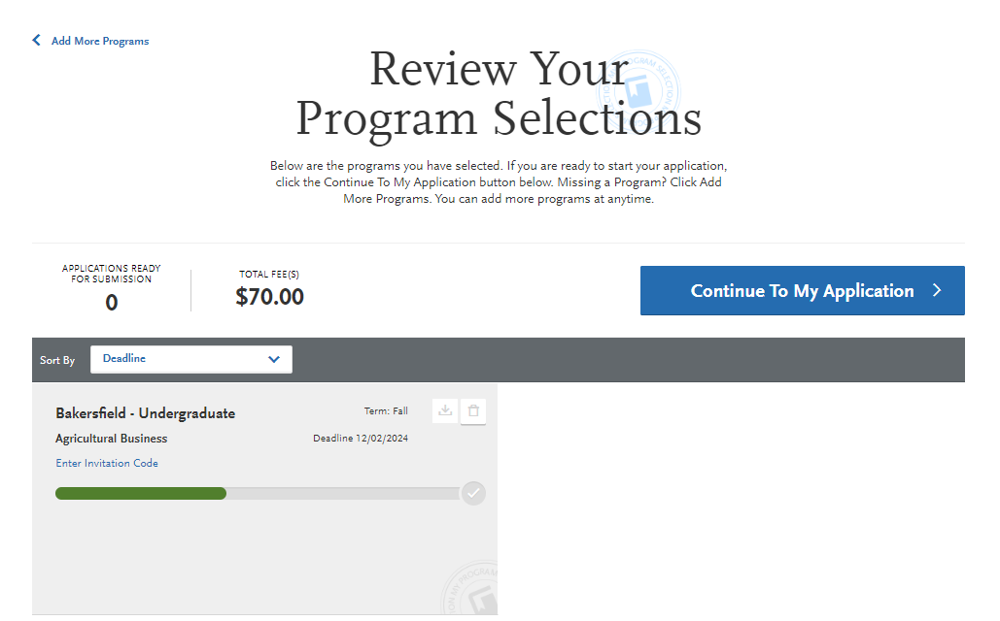 Add More Programs
Review Your
Program Selections
Below are the programs you have selected. If you are ready to start your application,
click the Continue To My Application button below. Missing a Program? Click Add
More Programs. You can add more programs at anytime.
APPLICATIONS READY
FOR SUBMISSION
0
TOTAL FEE(S)
$70.00
Continue To My Application
Sort By
Deadline
Bakersfield - Undergraduate
Term: Fall
Agricultural Business
Deadline 12/02/2024
Enter Invitation Code